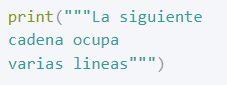 print("""La siguiente
cadena ocupa
varias lineas""")